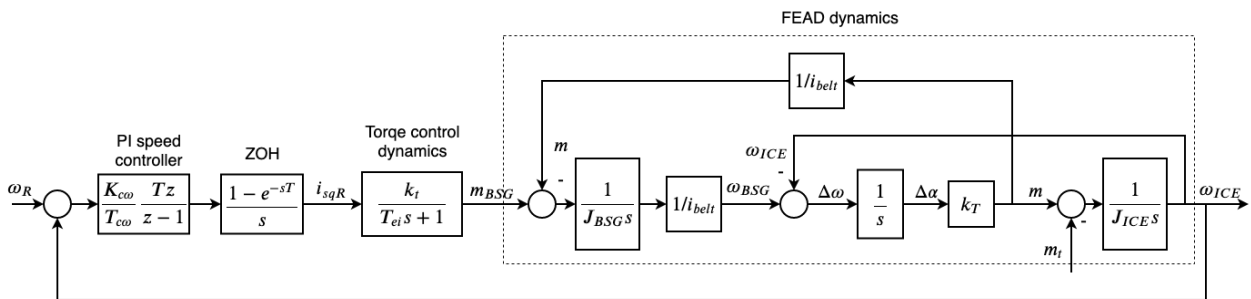 FEAD dynamics
1/i_belt
PI speed
controller
ZOH
Torqe control
dynamics
ω_R
K_cω/T_cω Tz/(z − 1)
(1 − e^−sT)/s
i_sqR
k_t/(T_ei s + 1)
m_BSG
m
-
1/(J_BSG s)
ω_BSG
1/i_belt
ω_ICE
-
Δω
1/s
Δα
k_T
m
-
m_t
1/(J_ICE s)
ω_ICE